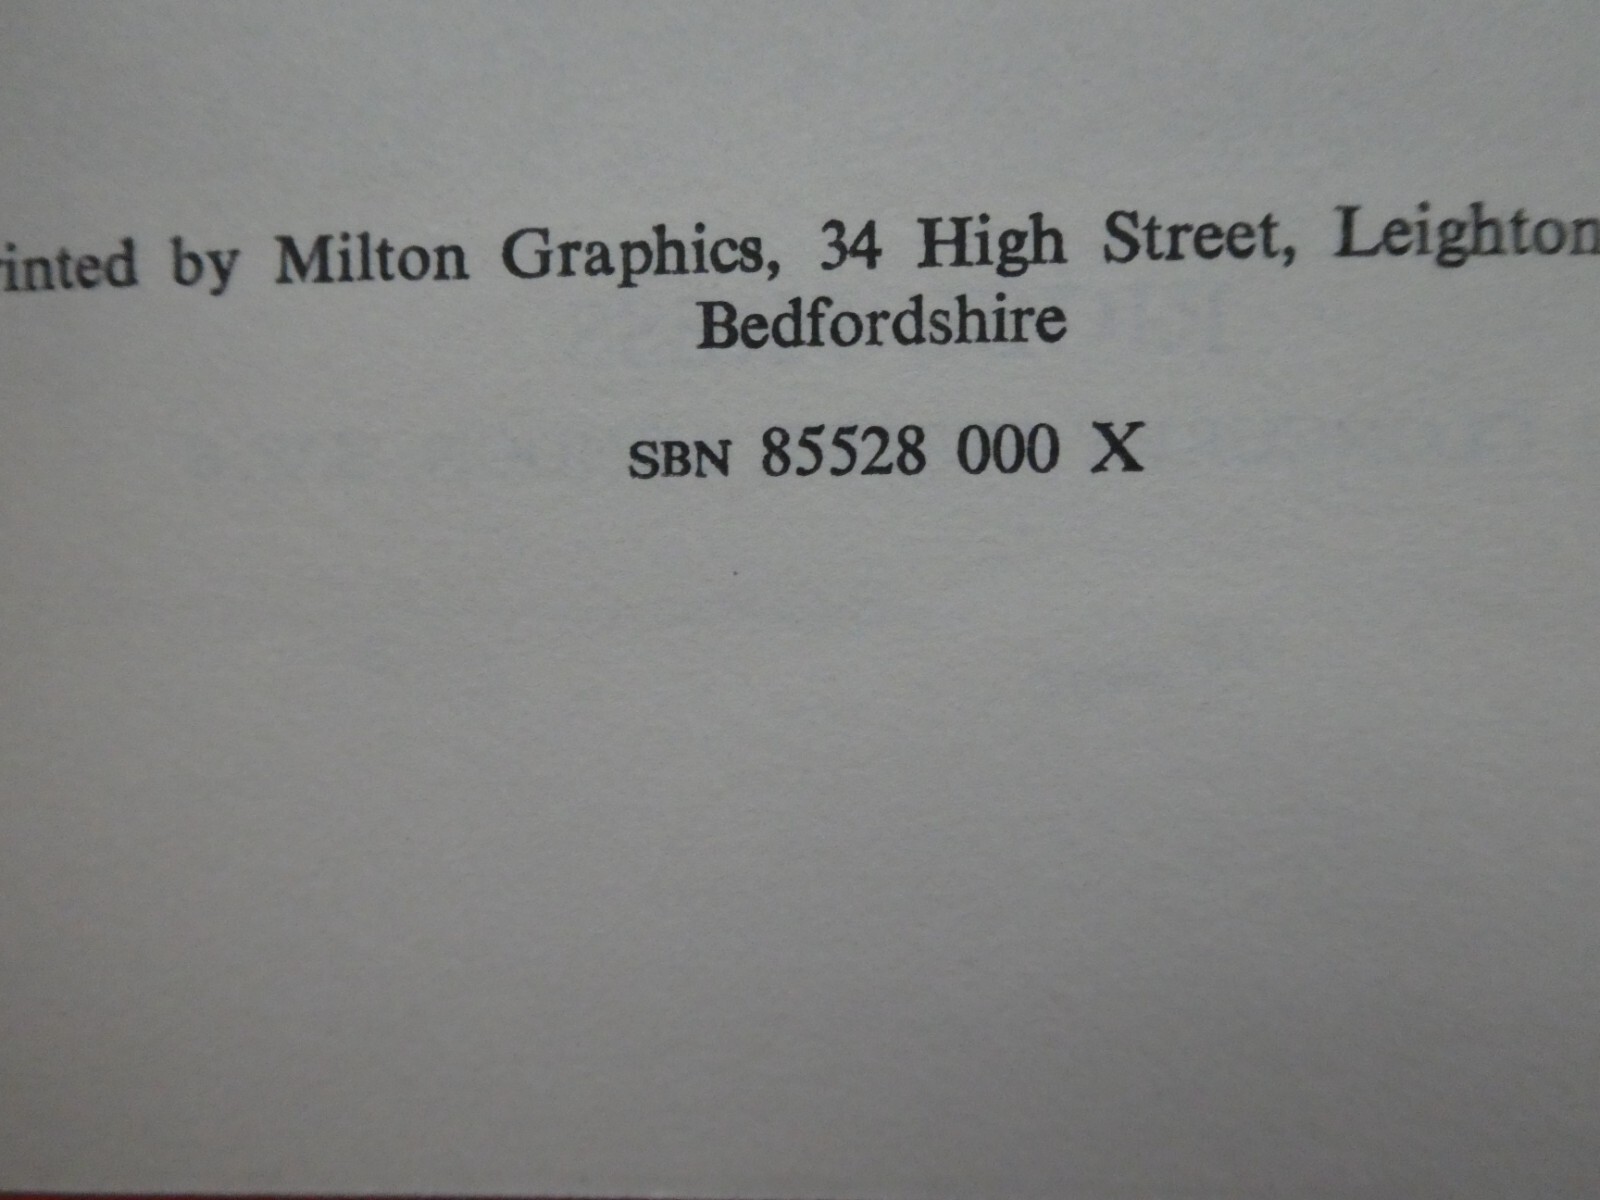 inted by Milton Graphics, 34 High Street, Leighton
Bedfordshire
SBN 85528 000 X